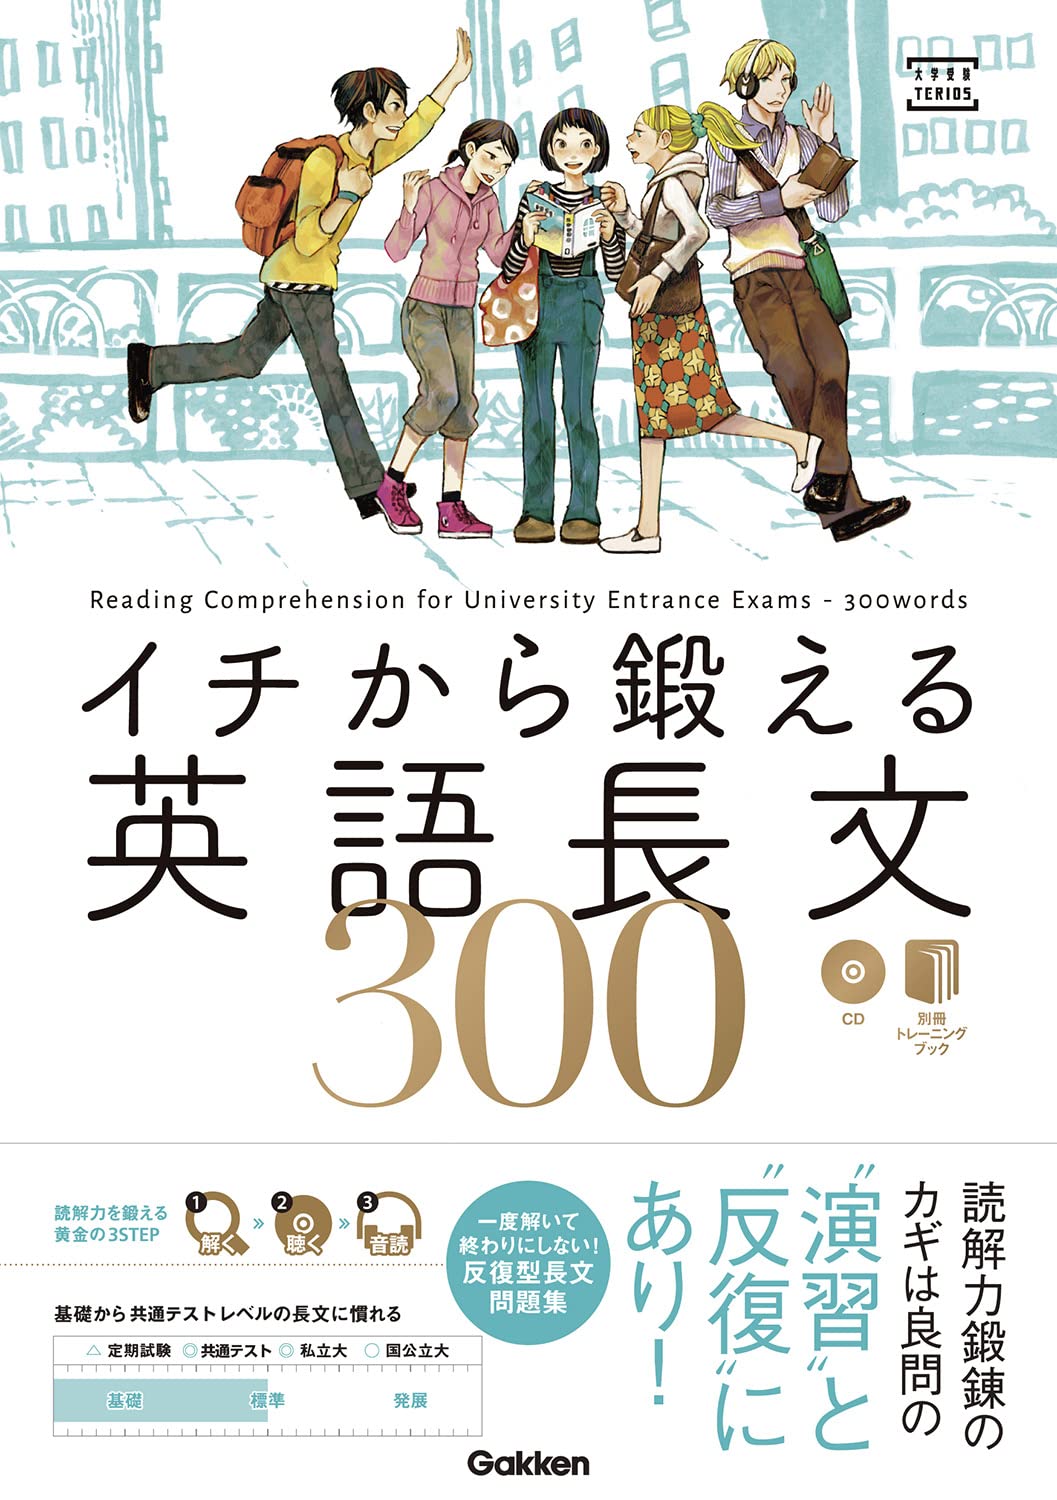 大学受験
TERIOS
Reading Comprehension for University Entrance Exams - 300words
イチから鍛える
英語長文
300
CD
別冊
トレーニング
ブック
読解力鍛錬の
カギは良問の
“演習”と
“反復”に
あり！
一度解いて
終わりにしない！
反復型長文
問題集
読解力を鍛える
黄金の3STEP
1 解く » 2 聴く » 3 音読
基礎から共通テストレベルの長文に慣れる
△ 定期試験 ◎ 共通テスト ◎ 私立大 ○ 国公立大
基礎 標準 発展
Gakken